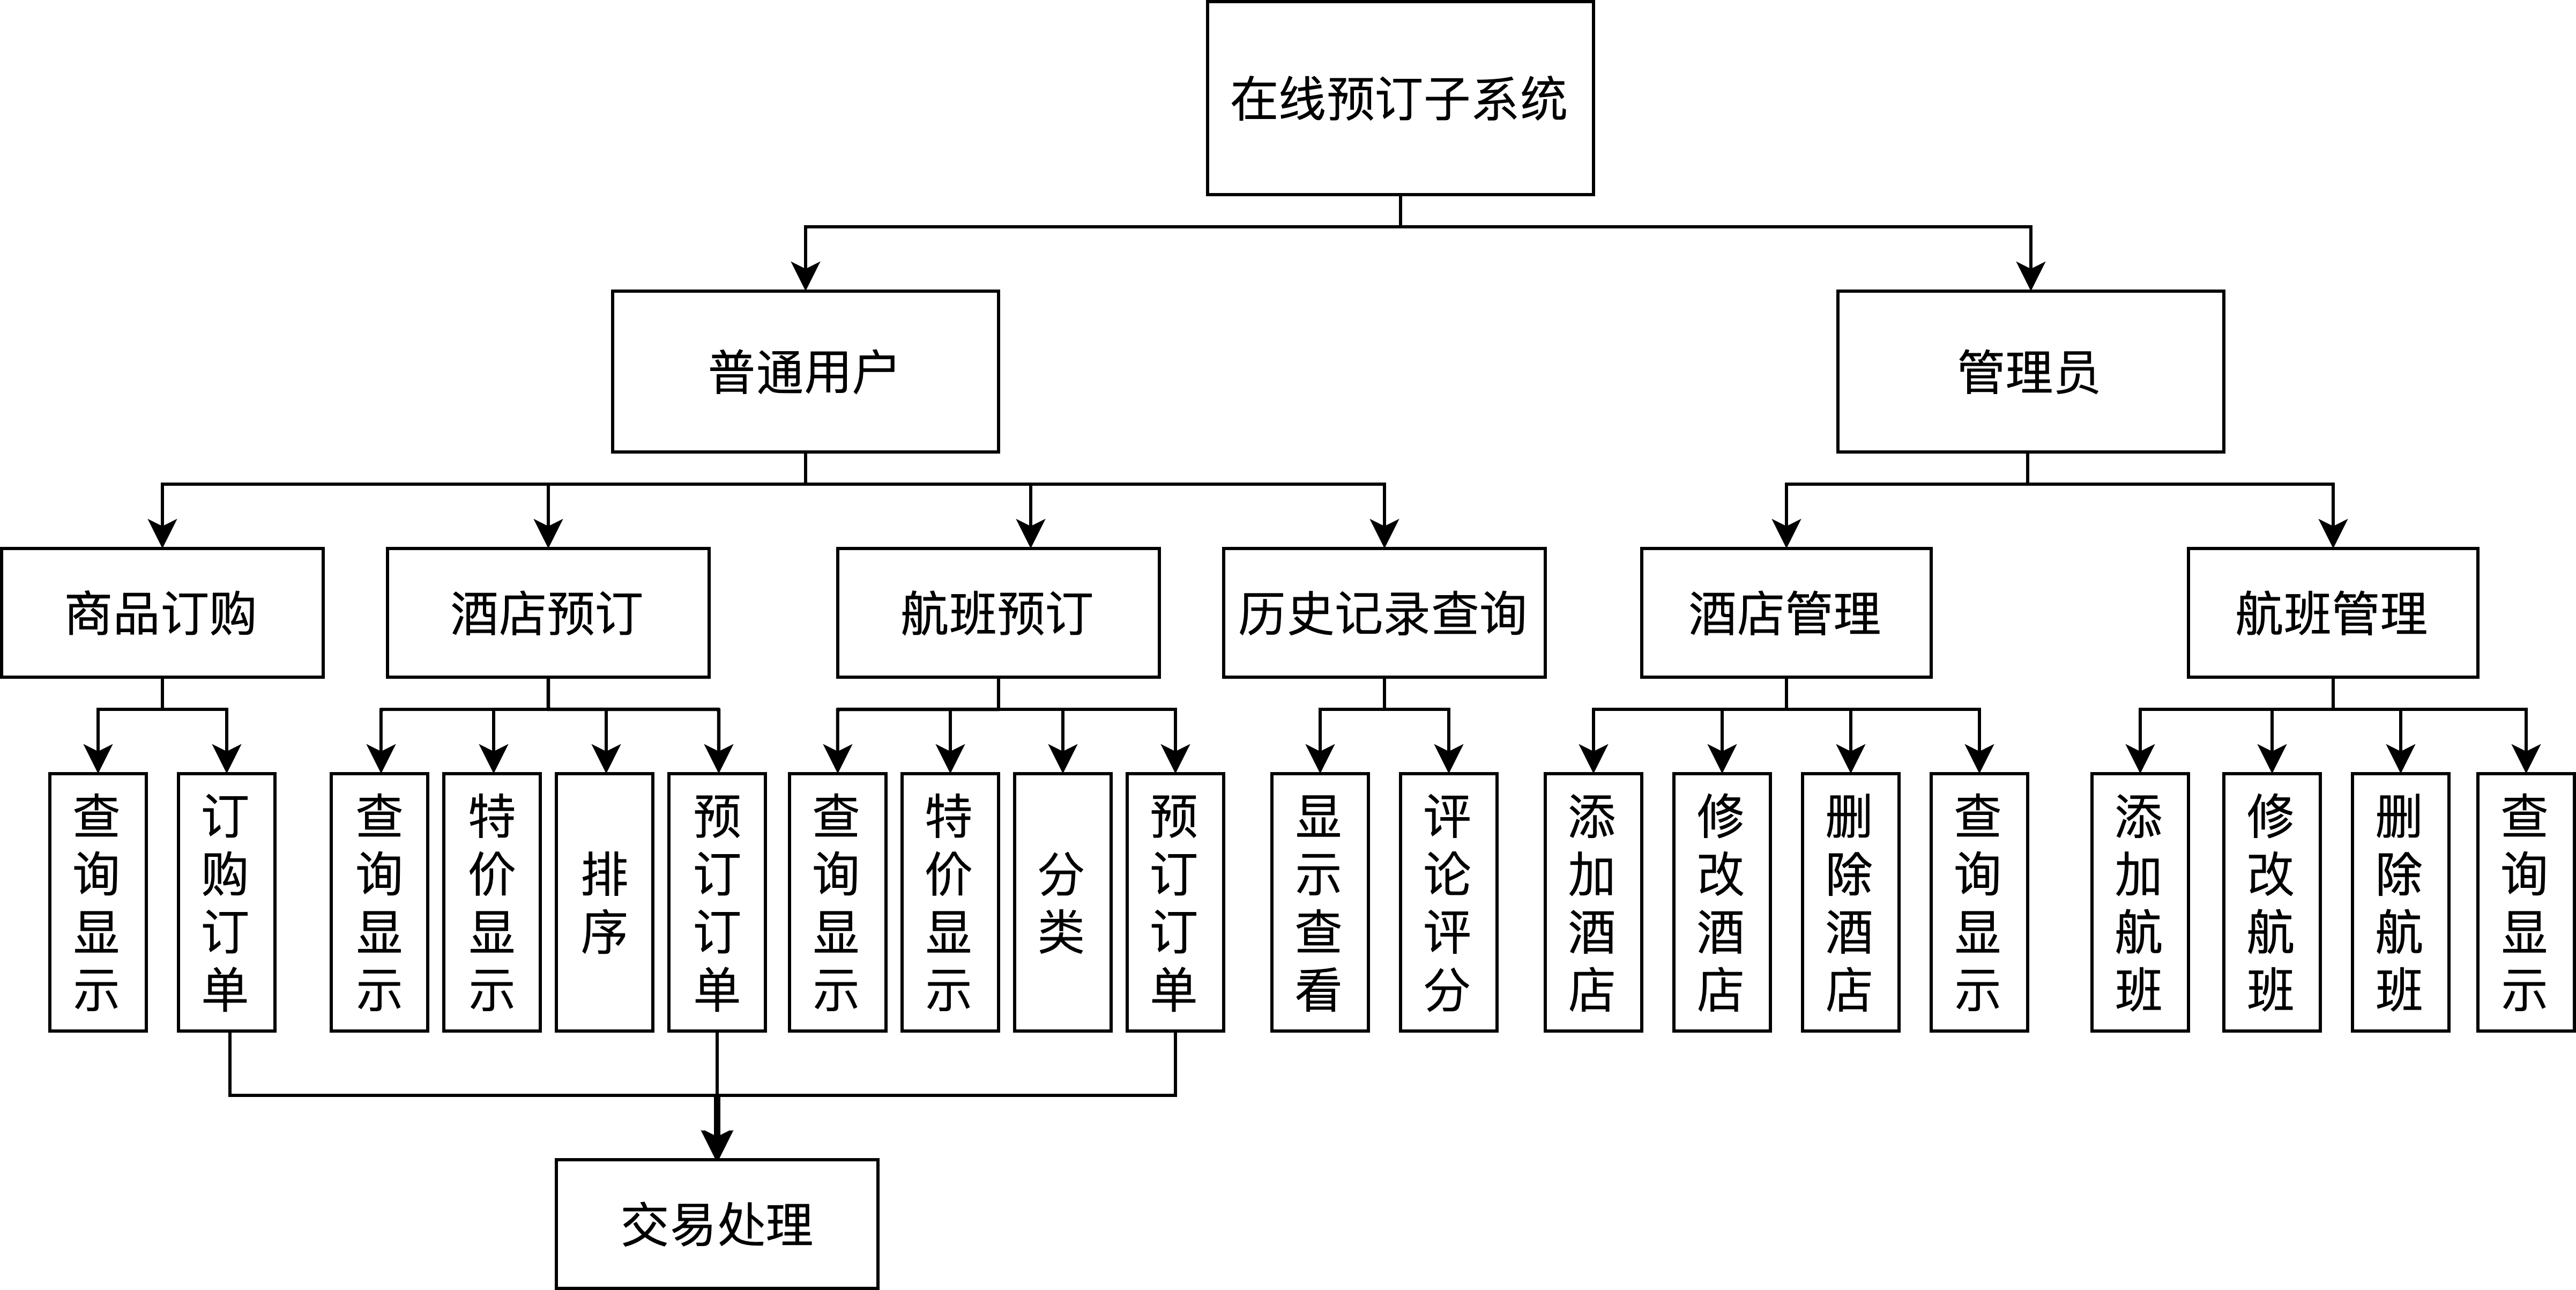 在线预订子系统
普通用户
管理员
商品订购
酒店预订
航班预订
历史记录查询
酒店管理
航班管理
查询显示
订购订单
查询显示
特价显示
排序
预订订单
查询显示
特价显示
分类
预订订单
显示查看
评论评分
添加酒店
修改酒店
删除酒店
查询显示
添加航班
修改航班
删除航班
查询显示
交易处理